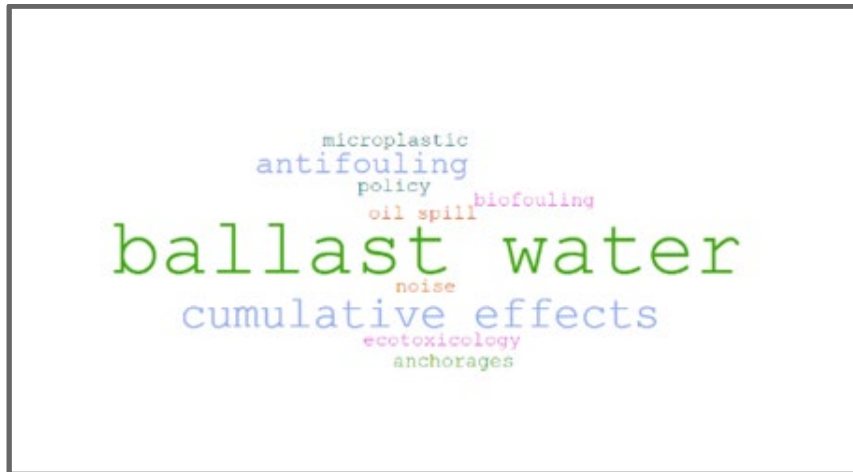 microplastic
antifouling
policy
biofouling
oil spill
ballast water
noise
cumulative effects
ecotoxicology
anchorages